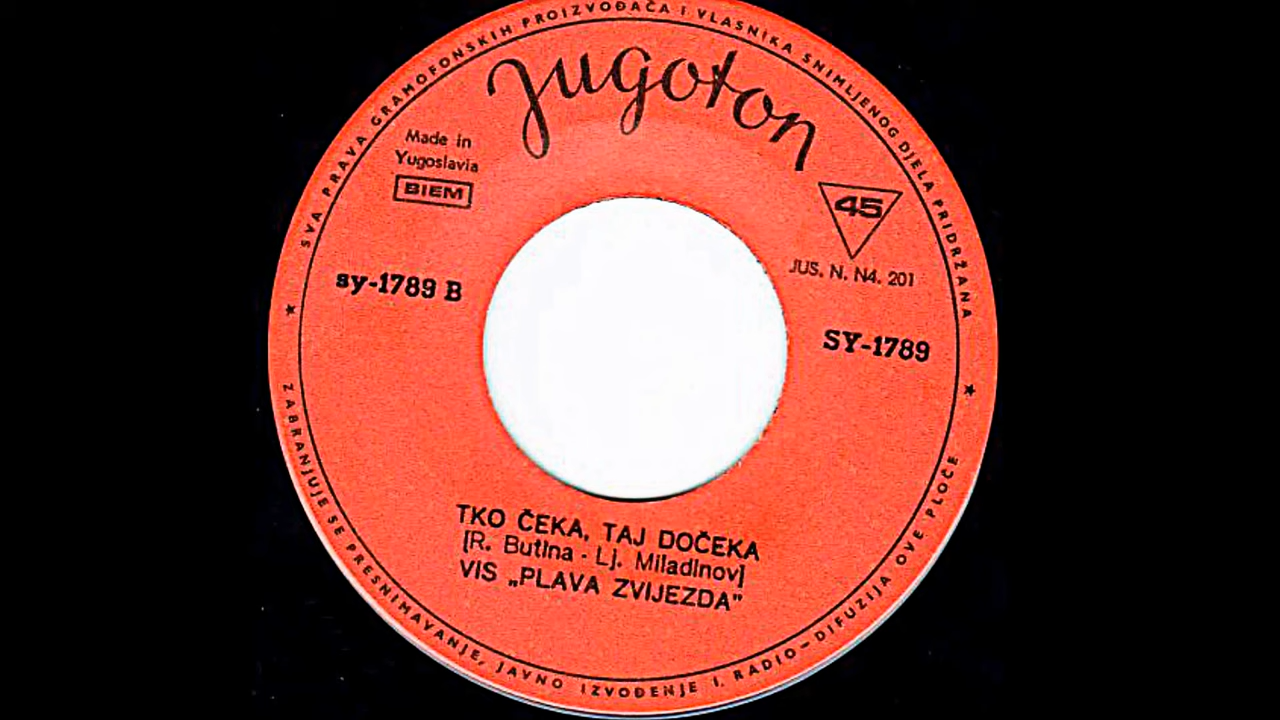 SVA PRAVA GRAMOFONSKIH PROIZVOĐAČA I VLASNIKA SNIMLJENOG DJELA PRIDRŽANA
Jugoton
Made in
Yugoslavia
BIEM
45
JUS. N. N4. 201
sy-1789 B
SY-1789
TKO ČEKA, TAJ DOČEKA
[R. Butina - Lj. Miladinov]
VIS „PLAVA ZVIJEZDA”
ZABRANJUJE SE PRESNIMAVANJE, JAVNO IZVOĐENJE I RADIO-DIFUZIJA OVE PLOČE